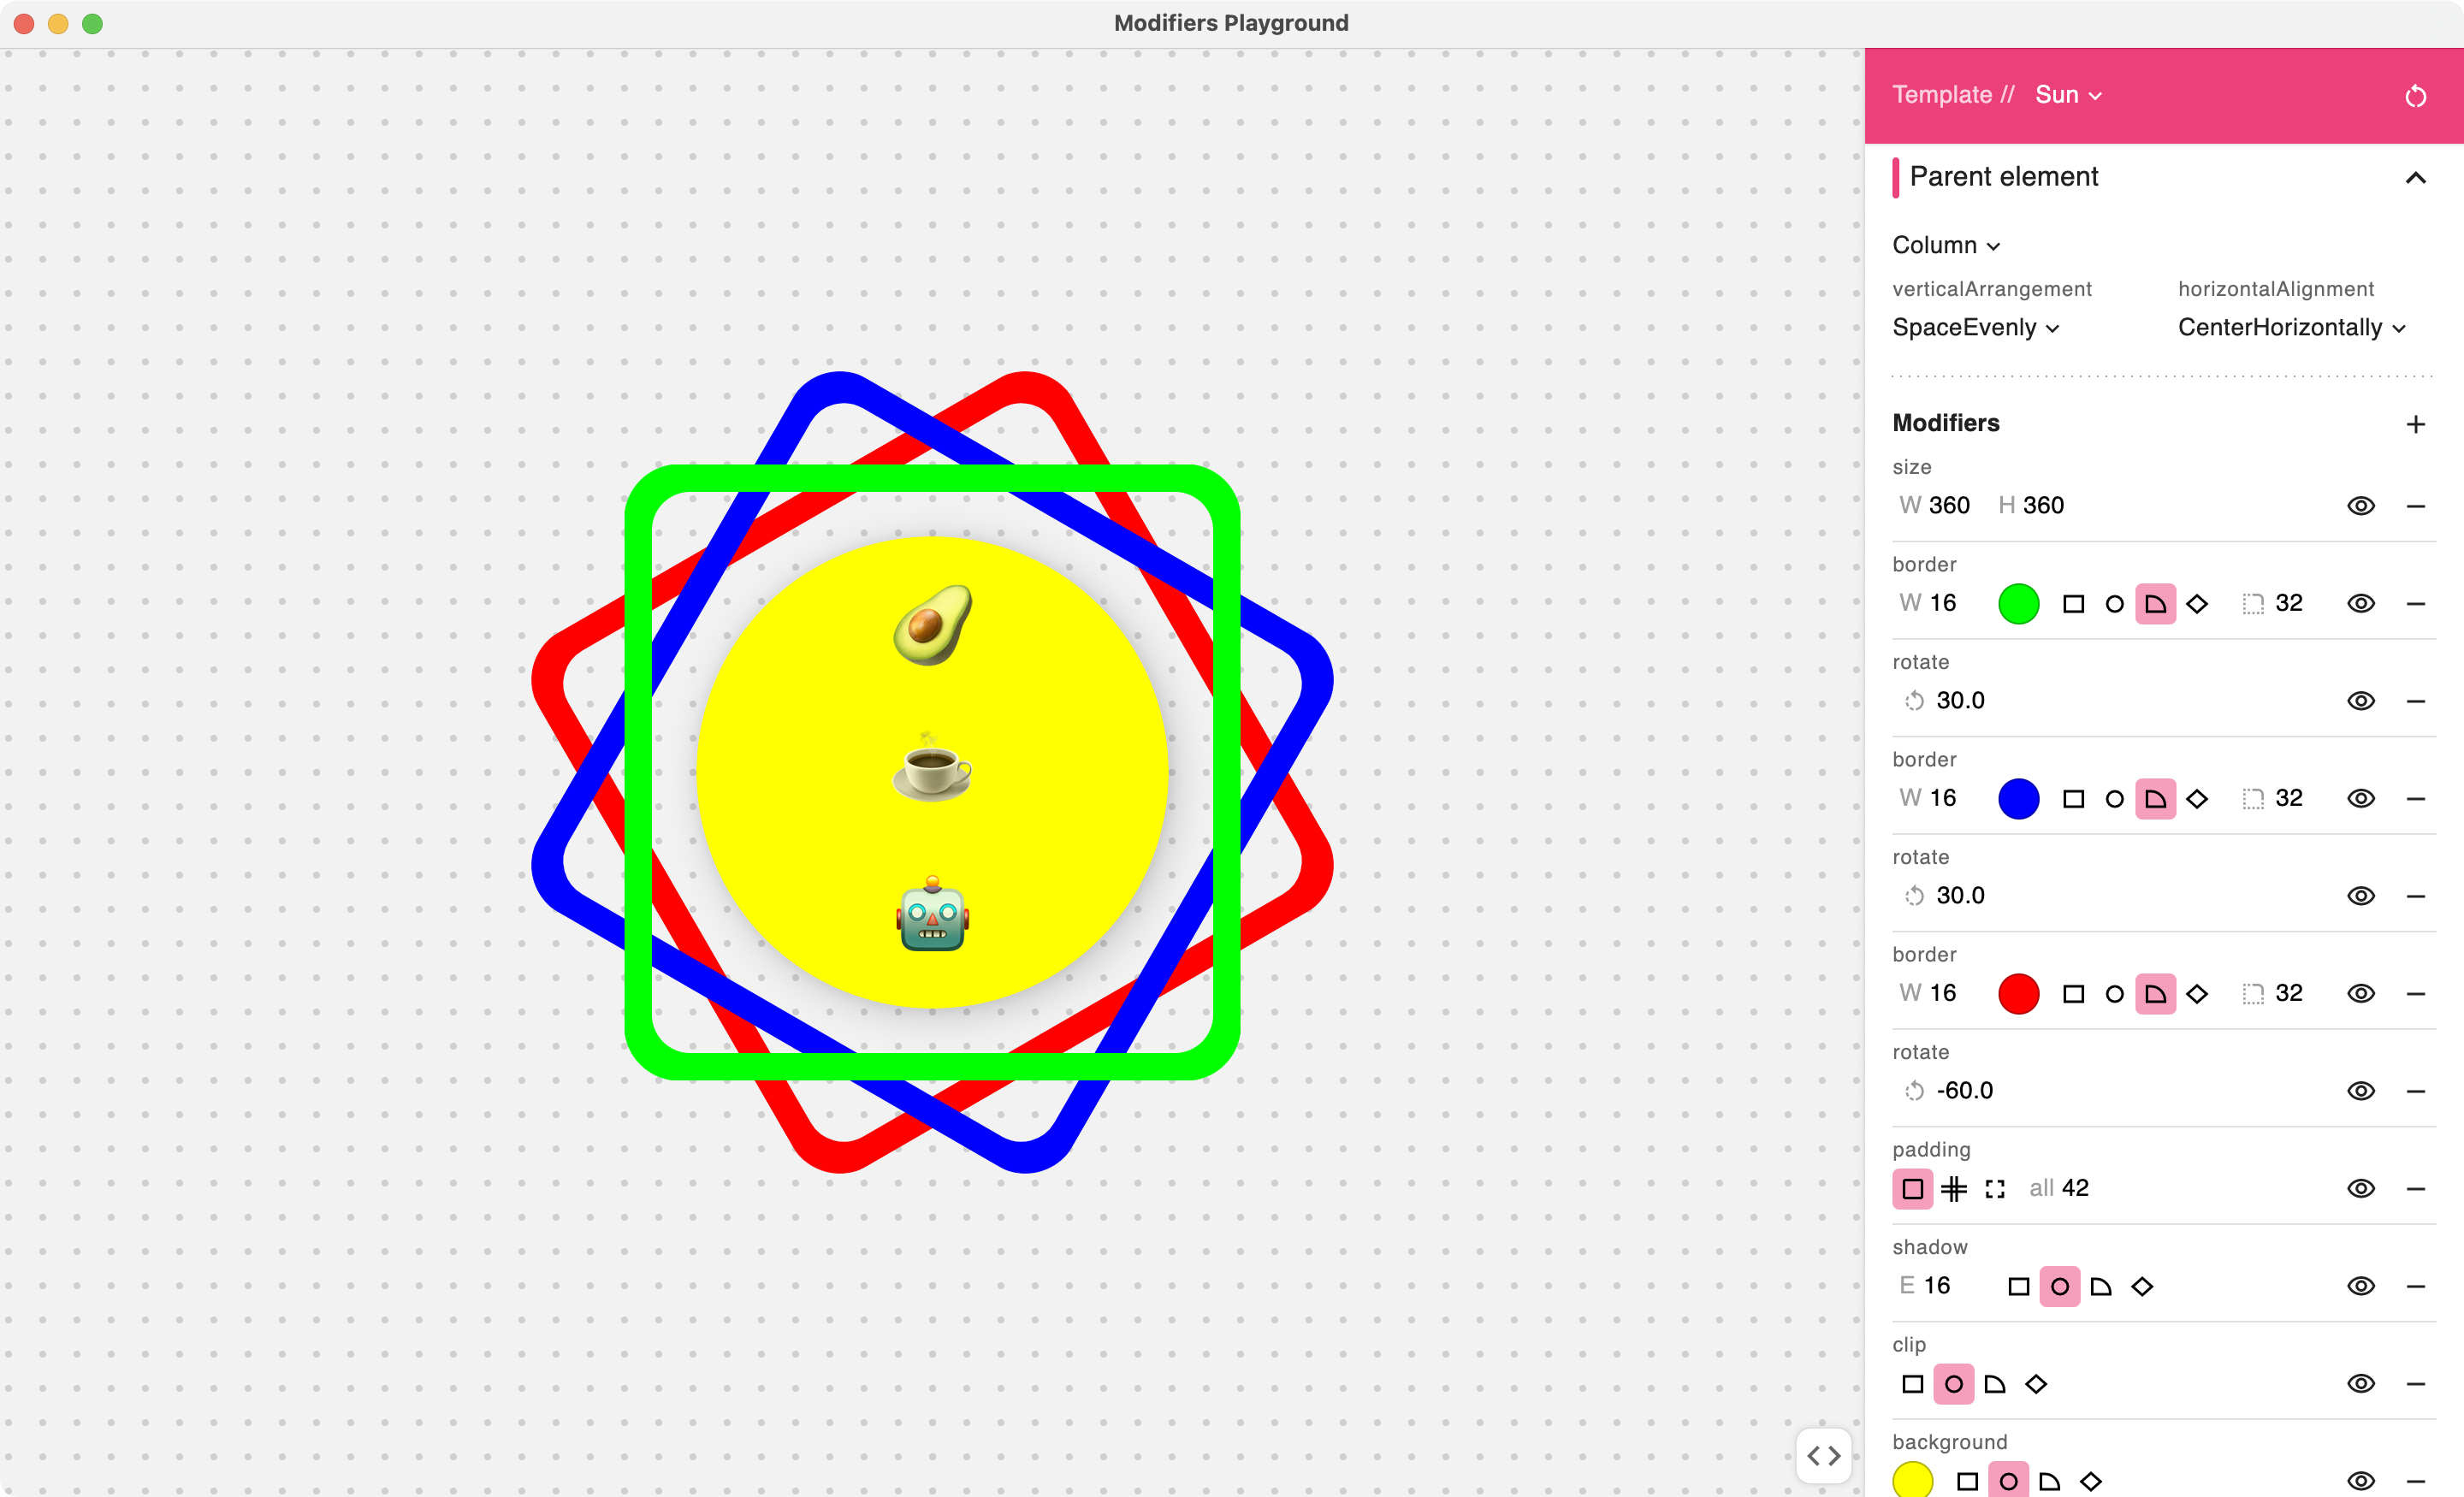 Modifiers Playground
Template // Sun
Parent element
Column
verticalArrangement horizontalAlignment
SpaceEvenly CenterHorizontally
Modifiers
size
W 360 H 360
border
W 16 32
rotate
30.0
border
W 16 32
rotate
30.0
border
W 16 32
rotate
-60.0
padding
all 42
shadow
E 16
clip
background